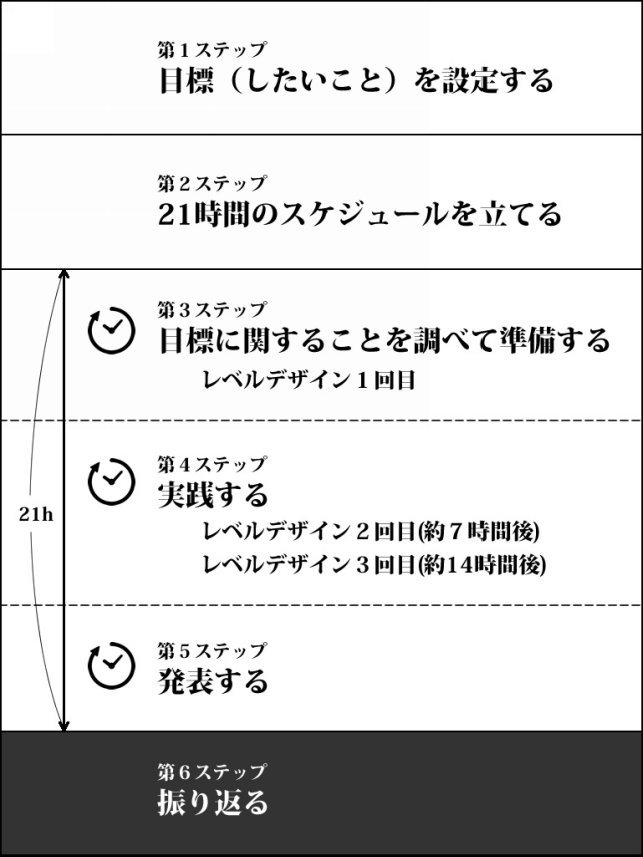 第１ステップ
目標（したいこと）を設定する
第２ステップ
21時間のスケジュールを立てる
第３ステップ
目標に関することを調べて準備する
レベルデザイン１回目
第４ステップ
実践する
レベルデザイン２回目(約７時間後)
レベルデザイン３回目(約14時間後)
21h
第５ステップ
発表する
第６ステップ
振り返る